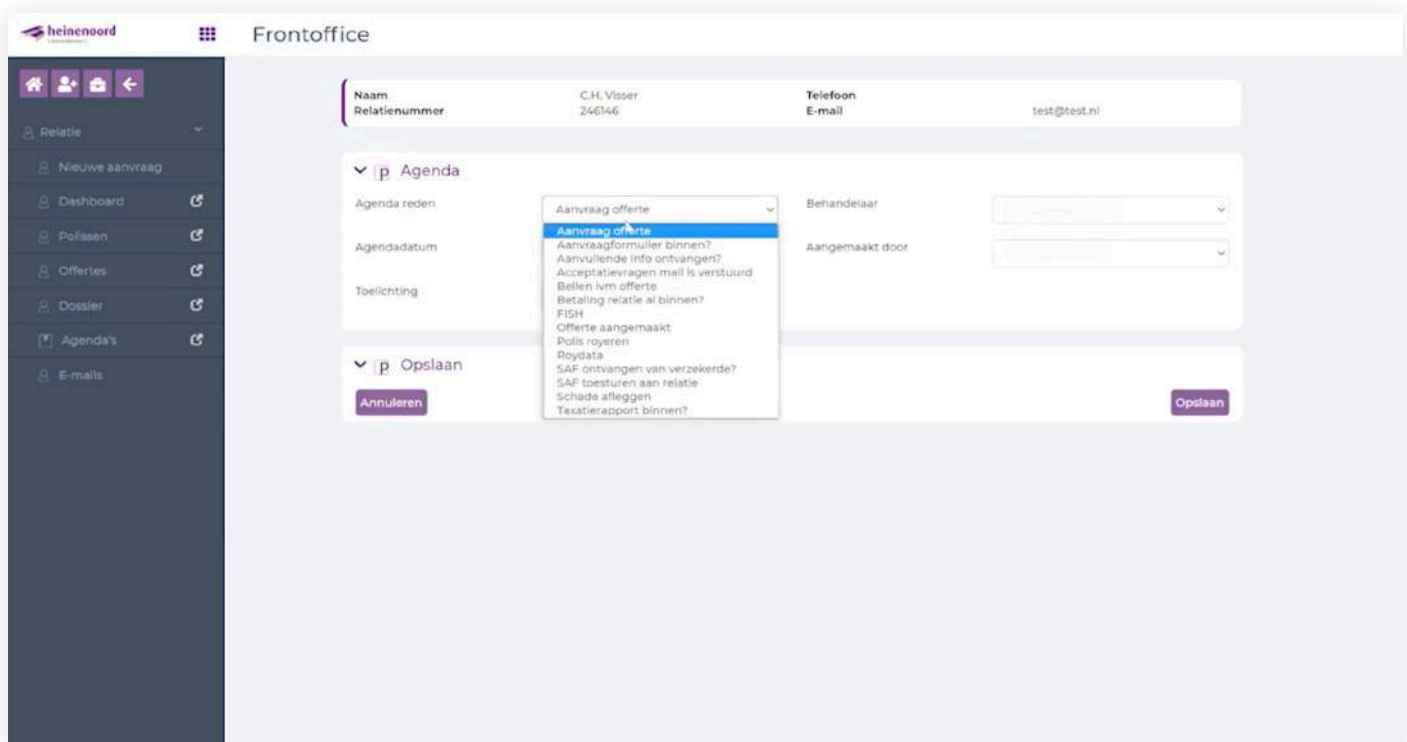 heinenoord
Frontoffice
Naam
C.H. Visser
Telefoon
Relatienummer
246146
E-mail
test@test.nl
Relatie
Nieuwe aanvraag
Dashboard
Polissen
Offertes
Dossier
Agenda's
E-mails
p Agenda
Agenda reden
Aanvraag offerte
Behandelaar
Aanvraag offerte
Aanvraagformulier binnen?
Aanvullende info ontvangen?
Acceptatievragen mail is verstuurd
Bellen ivm offerte
Betaling relatie al binnen?
FISH
Offerte aangemaakt
Polis royeren
Roydata
SAF ontvangen van verzekerde?
SAF toesturen aan relatie
Schade afleggen
Taxatierapport binnen?
Agendadatum
Aangemaakt door
Toelichting
p Opslaan
Annuleren
Opslaan